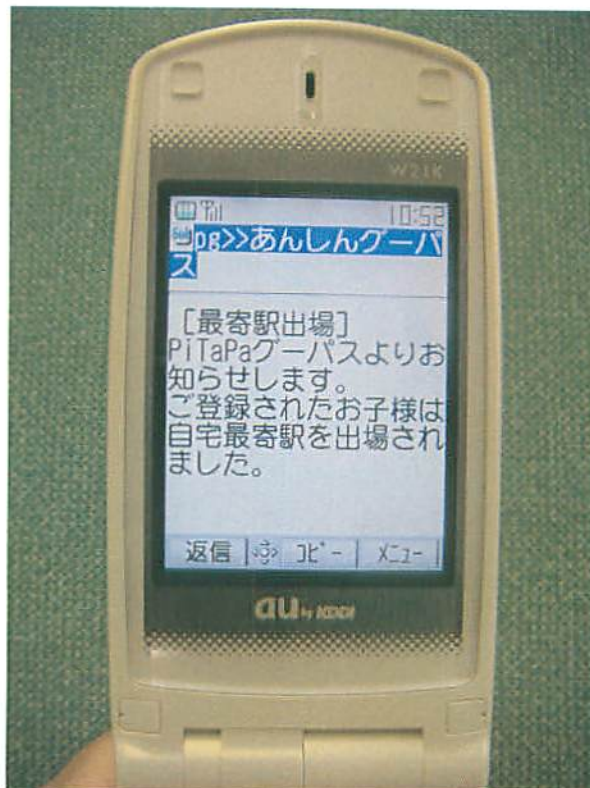 W21K
10:52
pg>>あんしんグーパ
ス
[最寄駅出場]
PiTaPaグーパスよりお
知らせします。
ご登録されたお子様は
自宅最寄駅を出場され
ました。
返信 コピー メニュー
au by KDDI